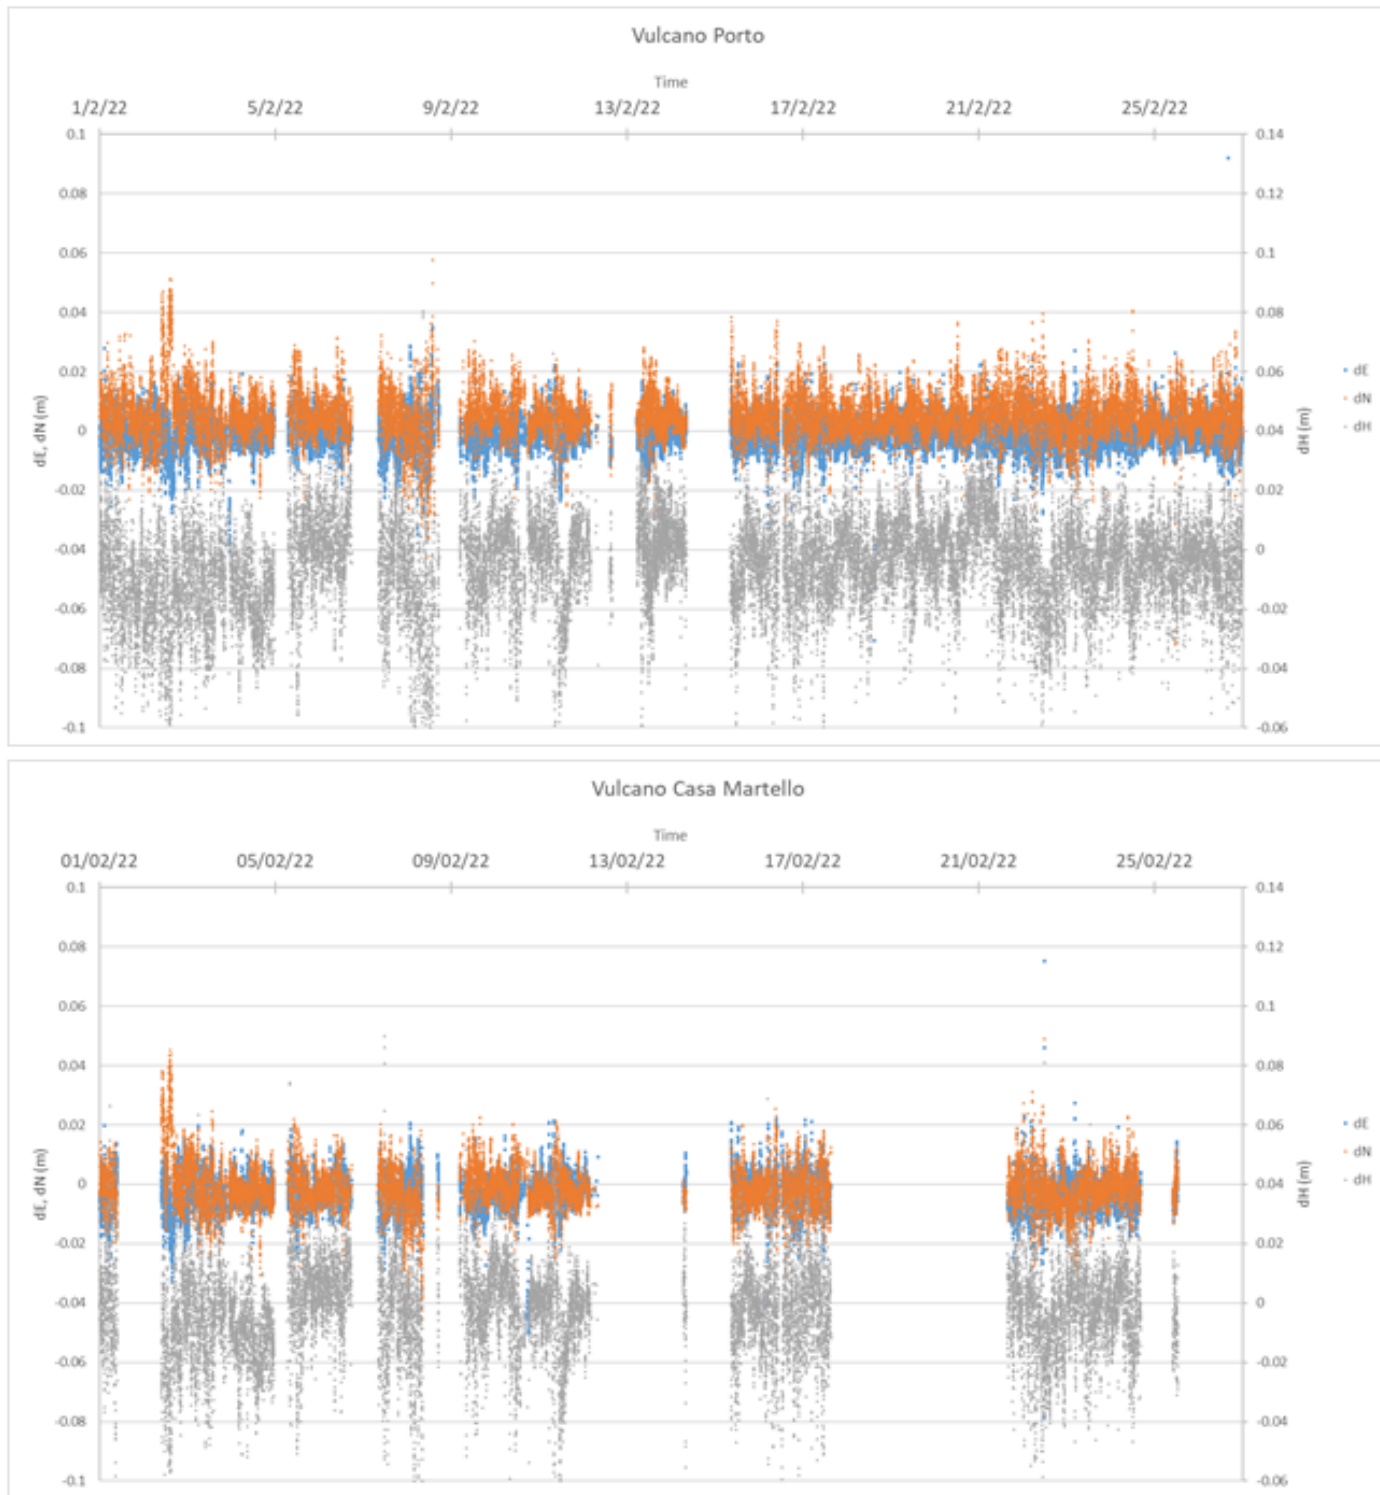 Vulcano Porto
Time
1/2/22 5/2/22 9/2/22 13/2/22 17/2/22 21/2/22 25/2/22
0.1 0.14
0.08 0.12
0.06 0.1
0.04 0.08
0.02 0.06
0 0.04
-0.02 0.02
-0.04 0
-0.06 -0.02
-0.08 -0.04
-0.1 -0.06
dE, dN (m)
dH (m)
dE
dN
dH
Vulcano Casa Martello
Time
01/02/22 05/02/22 09/02/22 13/02/22 17/02/22 21/02/22 25/02/22
0.1 0.14
0.08 0.12
0.06 0.1
0.04 0.08
0.02 0.06
0 0.04
-0.02 0.02
-0.04 0
-0.06 -0.02
-0.08 -0.04
-0.1 -0.06
dE, dN (m)
dH (m)
dE
dN
dH